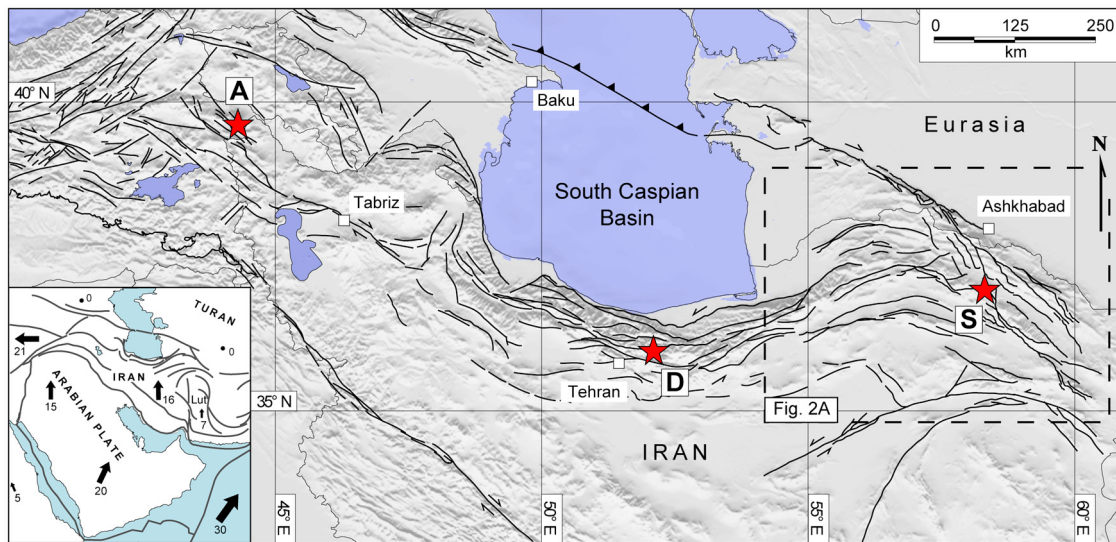 0 125 250
km
40° N
A
Baku
Eurasia
N
South Caspian
Basin
Tabriz
Ashkhabad
S
D
Tehran
35° N
Fig. 2A
IRAN
45° E
50° E
55° E
60° E
0
TURAN
0
21
IRAN
Lut
15
16
7
ARABIAN PLATE
20
5
30